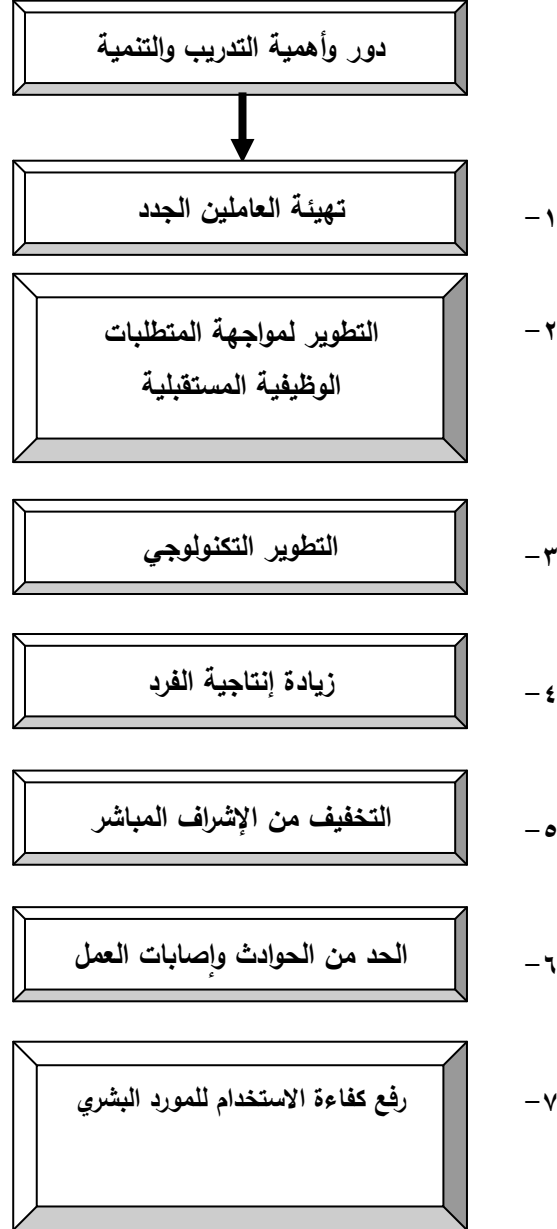 دور وأهمية التدريب والتنمية
١- تهيئة العاملين الجدد
٢- التطوير لمواجهة المتطلبات
الوظيفية المستقبلية
٣- التطوير التكنولوجي
٤- زيادة إنتاجية الفرد
٥- التخفيف من الإشراف المباشر
٦- الحد من الحوادث وإصابات العمل
٧- رفع كفاءة الاستخدام للمورد البشري